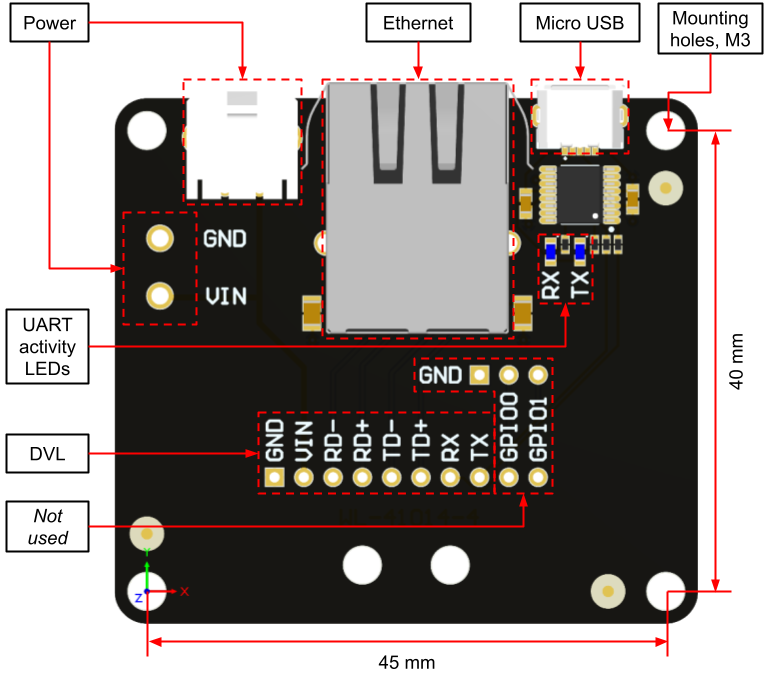 Power
Ethernet
Micro USB
Mounting
holes, M3
GND
VIN
RX
TX
UART
activity
LEDs
40 mm
GND
GPIO0
GPIO1
GND
VIN
RD-
RD+
TD-
TD+
RX
TX
DVL
Not
used
Y
Z
X
45 mm